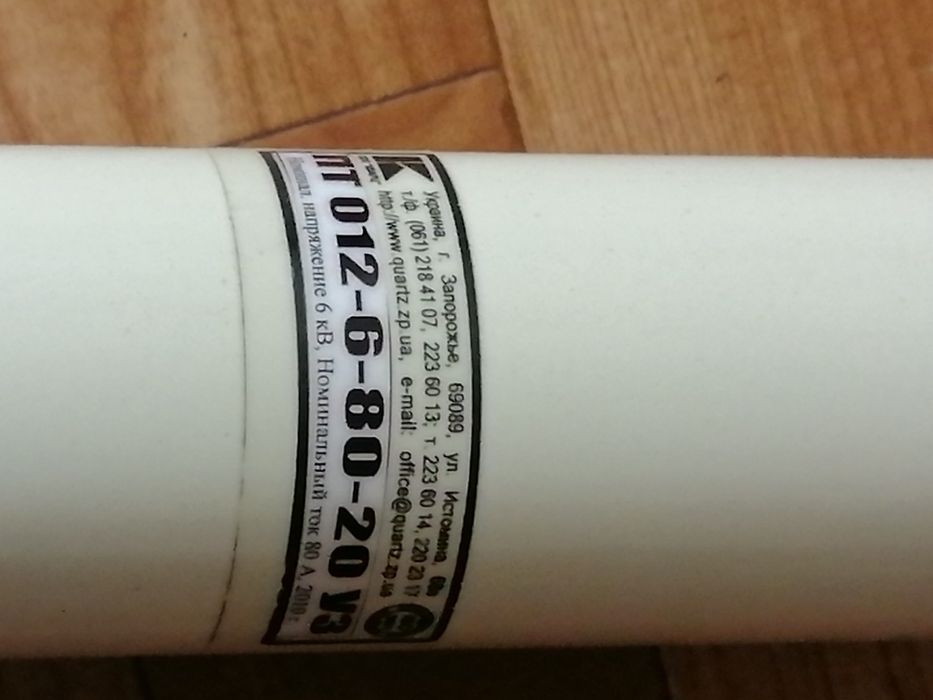 К
Украина, г. Запорожье, 69089, ул. Истомина,
т/ф. (061) 218 41 07, 223 60 13; т. 223 60 14, 220 23 17
http://www.quartz.zp.ua, e-mail: office@quartz.zp.ua
ПТ 012-6-80-20 У3
Номинал. напряжение 6 кВ, Номинальный ток 80 А, 2010 г.